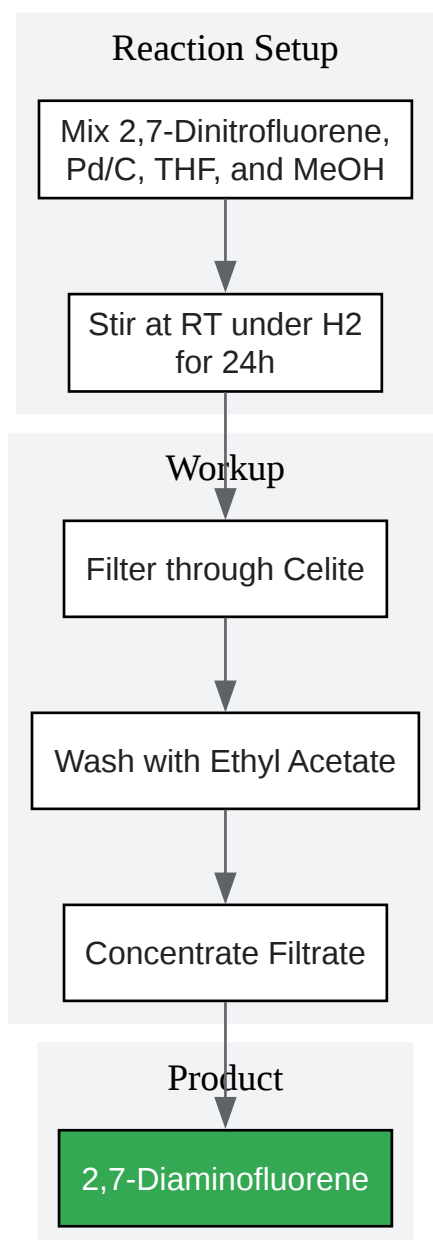 Reaction Setup
Mix 2,7-Dinitrofluorene,
Pd/C, THF, and MeOH
Stir at RT under H2
for 24h
Workup
Filter through Celite
Wash with Ethyl Acetate
Concentrate Filtrate
Product
2,7-Diaminofluorene